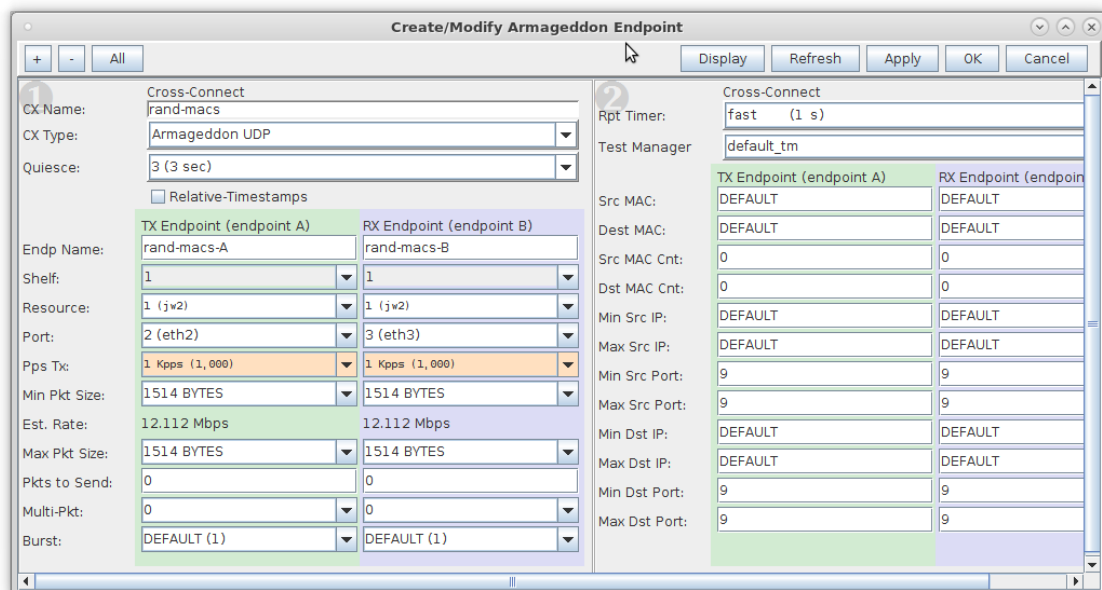 Create/Modify Armageddon Endpoint
+ - All Display Refresh Apply OK Cancel
1
Cross-Connect
CX Name: rand-macs
CX Type: Armageddon UDP
Quiesce: 3 (3 sec)
Relative-Timestamps
TX Endpoint (endpoint A) RX Endpoint (endpoint B)
Endp Name: rand-macs-A rand-macs-B
Shelf: 1 1
Resource: 1 (jw2) 1 (jw2)
Port: 2 (eth2) 3 (eth3)
Pps Tx: 1 Kpps (1,000) 1 Kpps (1,000)
Min Pkt Size: 1514 BYTES 1514 BYTES
Est. Rate: 12.112 Mbps 12.112 Mbps
Max Pkt Size: 1514 BYTES 1514 BYTES
Pkts to Send: 0 0
Multi-Pkt: 0 0
Burst: DEFAULT (1) DEFAULT (1)
2
Cross-Connect
Rpt Timer: fast (1 s)
Test Manager default_tm
TX Endpoint (endpoint A) RX Endpoint (endpoin
Src MAC: DEFAULT DEFAULT
Dest MAC: DEFAULT DEFAULT
Src MAC Cnt: 0 0
Dst MAC Cnt: 0 0
Min Src IP: DEFAULT DEFAULT
Max Src IP: DEFAULT DEFAULT
Min Src Port: 9 9
Max Src Port: 9 9
Min Dst IP: DEFAULT DEFAULT
Max Dst IP: DEFAULT DEFAULT
Min Dst Port: 9 9
Max Dst Port: 9 9